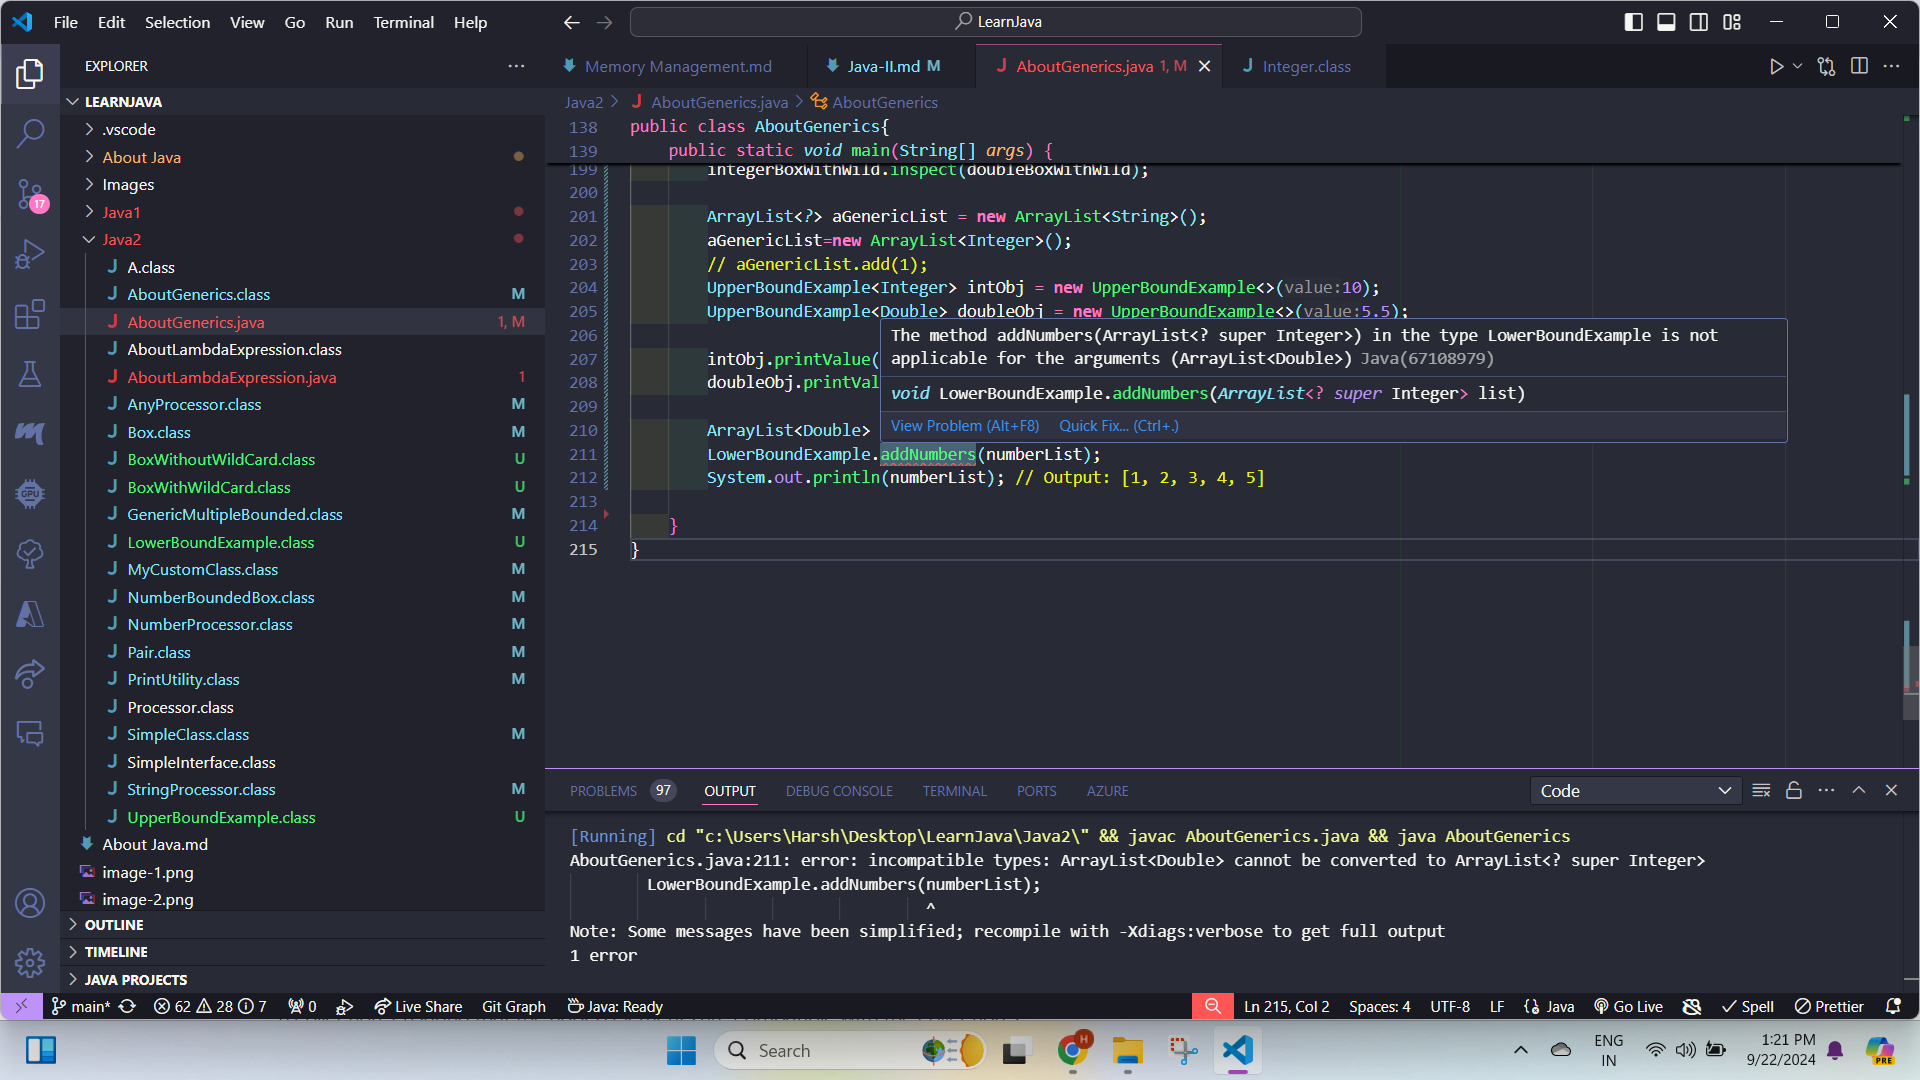 File Edit Selection View Go Run Terminal Help
LearnJava
EXPLORER
Memory Management.md
Java-II.md M
AboutGenerics.java 1, M
Integer.class
LEARNJAVA
.vscode
About Java
Images
Java1
Java2
A.class
AboutGenerics.class M
AboutGenerics.java 1, M
AboutLambdaExpression.class
AboutLambdaExpression.java 1
AnyProcessor.class M
Box.class M
BoxWithoutWildCard.class U
BoxWithWildCard.class U
GenericMultipleBounded.class M
LowerBoundExample.class U
MyCustomClass.class M
NumberBoundedBox.class M
NumberProcessor.class M
Pair.class M
PrintUtility.class M
Processor.class
SimpleClass.class M
SimpleInterface.class
StringProcessor.class M
UpperBoundExample.class U
About Java.md
image-1.png
image-2.png
OUTLINE
TIMELINE
JAVA PROJECTS
17
GPU
Java2 > AboutGenerics.java > AboutGenerics
138 public class AboutGenerics{
139 public static void main(String[] args) {
199 integerBoxWithWild.inspect(doubleBoxWithWild);
200
201 ArrayList<?> aGenericList = new ArrayList<String>();
202 aGenericList=new ArrayList<Integer>();
203 // aGenericList.add(1);
204 UpperBoundExample<Integer> intObj = new UpperBoundExample<>(value:10);
205 UpperBoundExample<Double> doubleObj = new UpperBoundExample<>(value:5.5);
206
207 intObj.printValue(
208 doubleObj.printVal
209
210 ArrayList<Double>
211 LowerBoundExample.addNumbers(numberList);
212 System.out.println(numberList); // Output: [1, 2, 3, 4, 5]
213
214 }
215 }
The method addNumbers(ArrayList<? super Integer>) in the type LowerBoundExample is not
applicable for the arguments (ArrayList<Double>) Java(67108979)
void LowerBoundExample.addNumbers(ArrayList<? super Integer> list)
View Problem (Alt+F8) Quick Fix... (Ctrl+.)
PROBLEMS 97 OUTPUT DEBUG CONSOLE TERMINAL PORTS AZURE
Code
[Running] cd "c:\Users\Harsh\Desktop\LearnJava\Java2\" && javac AboutGenerics.java && java AboutGenerics
AboutGenerics.java:211: error: incompatible types: ArrayList<Double> cannot be converted to ArrayList<? super Integer>
LowerBoundExample.addNumbers(numberList);
^
Note: Some messages have been simplified; recompile with -Xdiags:verbose to get full output
1 error
main* 62 28 7 0 Live Share Git Graph Java: Ready
Ln 215, Col 2 Spaces: 4 UTF-8 LF {} Java Go Live Spell Prettier
Search
H
ENG
IN
1:21 PM
9/22/2024
PRE